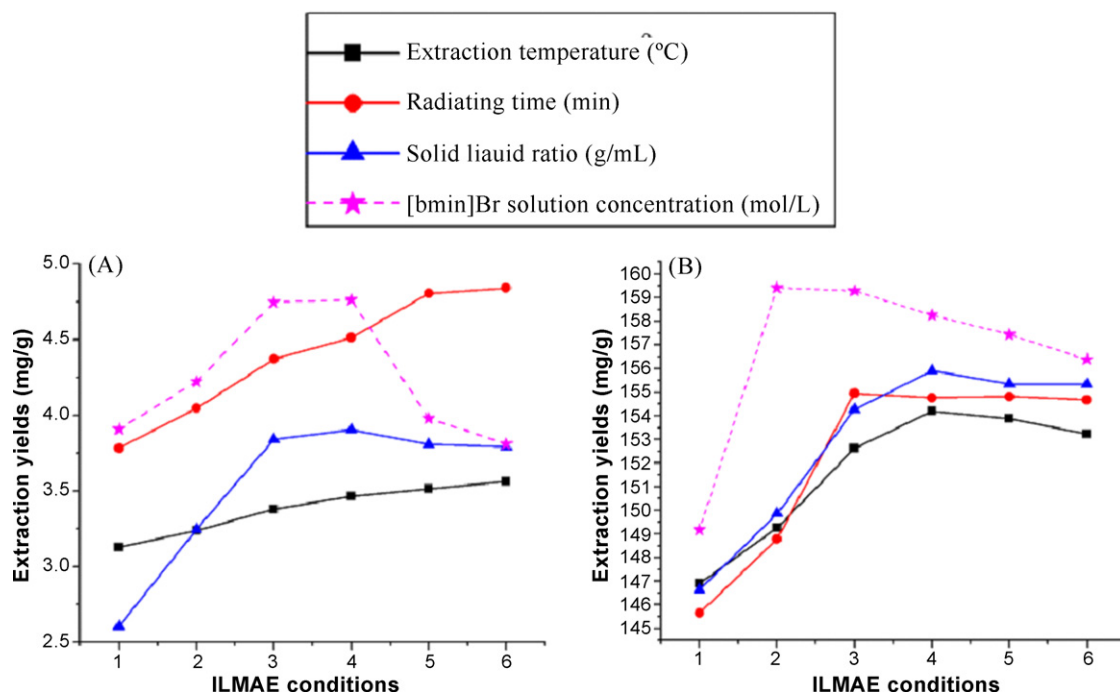 Extraction temperature (ºC)
Radiating time (min)
Solid liauid ratio (g/mL)
[bmin]Br solution concentration (mol/L)
(A)
5.0
4.5
4.0
3.5
3.0
2.5
Extraction yields (mg/g)
1 2 3 4 5 6
ILMAE conditions
(B)
160
159
158
157
156
155
154
153
152
151
150
149
148
147
146
145
Extraction yields (mg/g)
1 2 3 4 5 6
ILMAE conditions